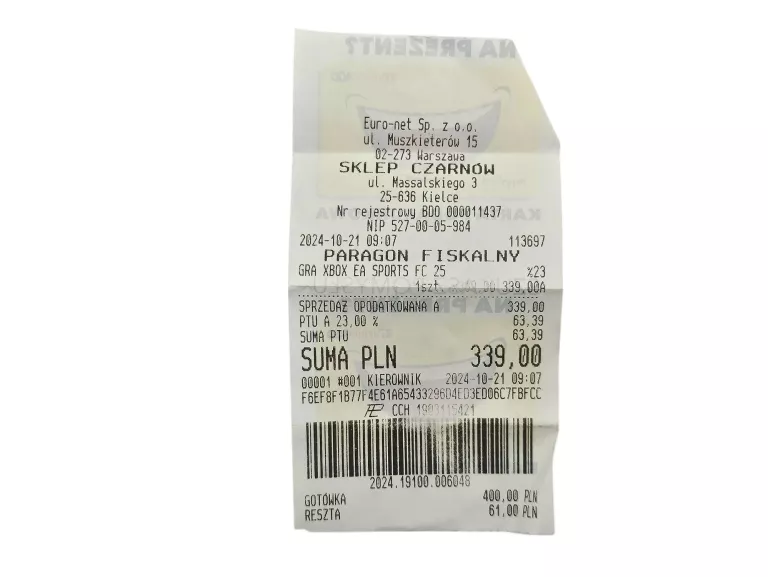 NA PREZENT?
Euro-net Sp. z o.o.
ul. Muszkieterów 15
02-273 Warszawa
SKLEP CZARNÓW
ul. Massalskiego 3
25-636 Kielce
Nr rejestrowy BDO 000011437
NIP 527-00-05-984
2024-10-21 09:07 113697
PARAGON FISKALNY
GRA XBOX EA SPORTS FC 25 %23
1szt. 339,00A
SPRZEDAŻ OPODATKOWANA A 339,00
PTU A 23,00 % 63,39
SUMA PTU 63,39
SUMA PLN 339,00
00001 #001 KIEROWNIK 2024-10-21 09:07
F6EF8F1B77F4E61A65433296D4ED3ED06C7FBFCC
CCH 1903115421
2024.19100.006048
GOTÓWKA 400,00 PLN
RESZTA 61,00 PLN